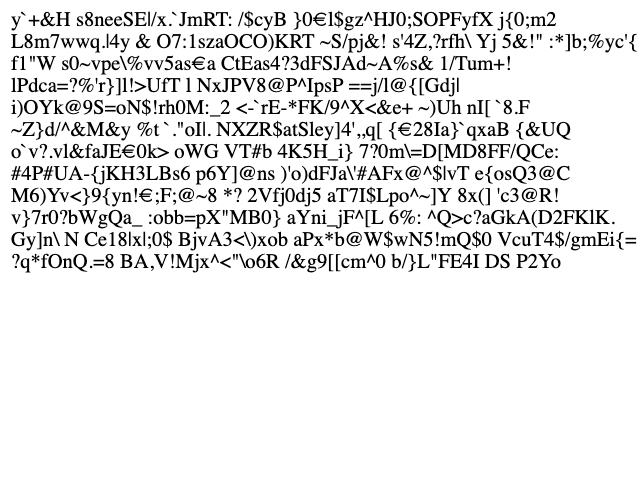 y`+&H s8neeSE|/x.`JmRT: /$cyB }0€l$gz^HJ0;SOPFyfX j{0;m2
L8m7wwq.|4y & O7:1szaOCO)KRT ~S/pj&! s'4Z,?rfh\ Yj 5&!" :*]b;%yc'{
f1"W s0~vpe\%vv5as€a CtEas4?3dFSJAd~A%s& 1/Tum+!
lPdca=?%'r}]l!>UfT l NxJPV8@P^IpsP ==j/l@{[Gdj|
i)OYk@9S=oN$!rh0M:_2 <-`rE-*FK/9^X<&e+ ~)Uh nI[ `8.F
~Z}d/^&M&y %t`."oI|. NXZR$atSley]4',,q[ {€28Ia}`qxaB {&UQ
o`v?.vl&faJE€0k> oWG VT#b 4K5H_i} 7?0m\=D[MD8FF/QCe:
#4P#UA-{jKH3LBs6 p6Y]@ns )'o)dFJa\'#AFx@^$lvT e{osQ3@C
M6)Yv<}9{yn!€;F;@~8 *? 2Vfj0dj5 aT7I$Lpo^~]Y 8x(] 'c3@R!
v}7r0?bWgQa_ :obb=pX"MB0} aYni_jF^[L 6%: ^Q>c?aGkA(D2FKlK.
Gy]n\ N Ce18|x|;0$ BjvA3<\)xob aPx*b@W$wN5!mQ$0 VcuT4$/gmEi{=
?q*fOnQ.=8 BA,V!Mjx^<"\o6R /&g9[[cm^0 b/}L"FE4I DS P2Yo